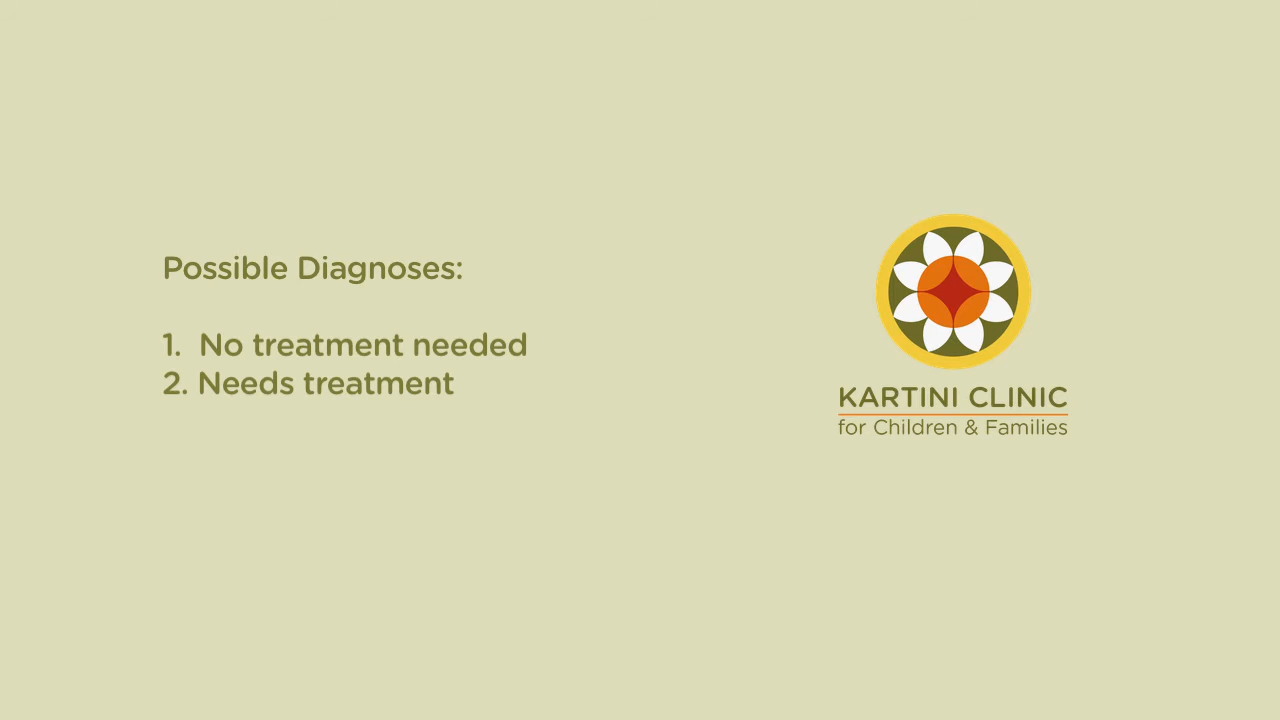 Possible Diagnoses:
1. No treatment needed
2. Needs treatment
KARTINI CLINIC
for Children & Families